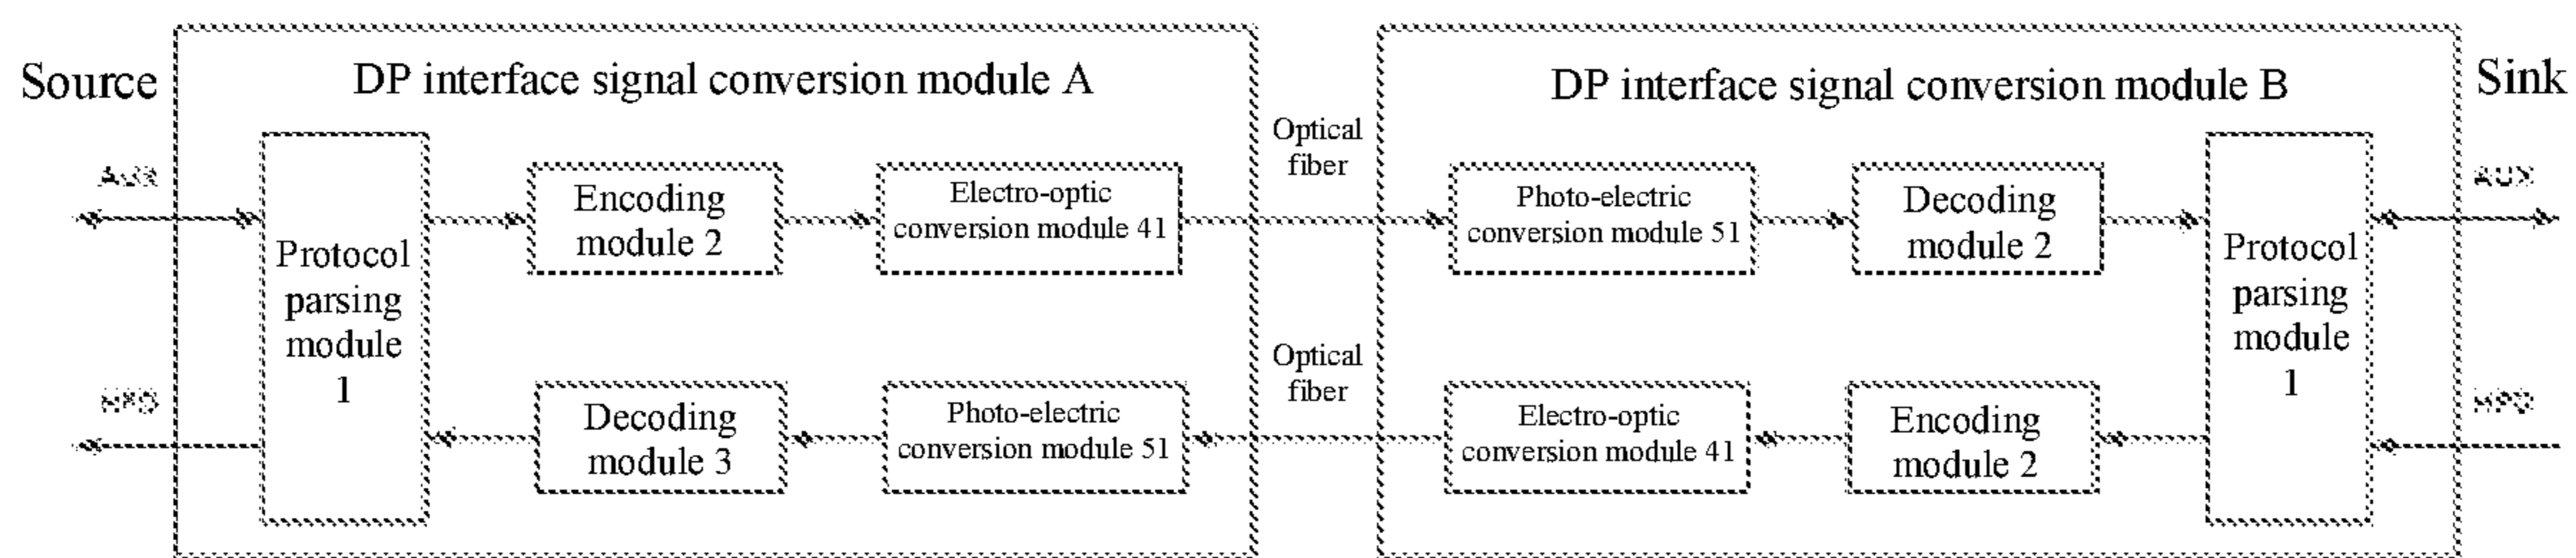 Source
DP interface signal conversion module A
DP interface signal conversion module B
Sink
Optical
fiber
AUX
AUX
Encoding
module 2
Electro-optic
conversion module 41
Photo-electric
conversion module 51
Decoding
module 2
Protocol
parsing
module
1
Protocol
parsing
module
1
Optical
fiber
HPD
HPD
Decoding
module 3
Photo-electric
conversion module 51
Electro-optic
conversion module 41
Encoding
module 2